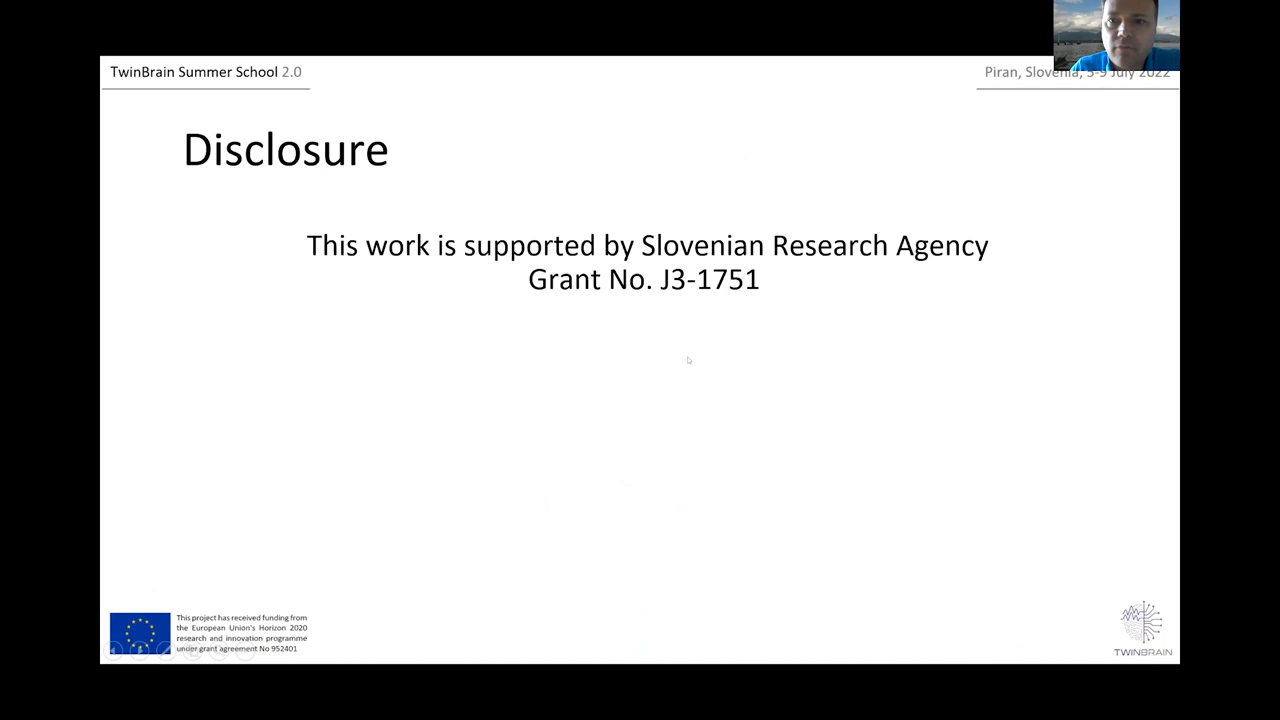 TwinBrain Summer School 2.0
Piran, Slovenia, 5-9 July 2022
Disclosure
This work is supported by Slovenian Research Agency
Grant No. J3-1751
This project has received funding from
the European Union's Horizon 2020
research and innovation programme
under grant agreement No 952401
TWINBRAIN